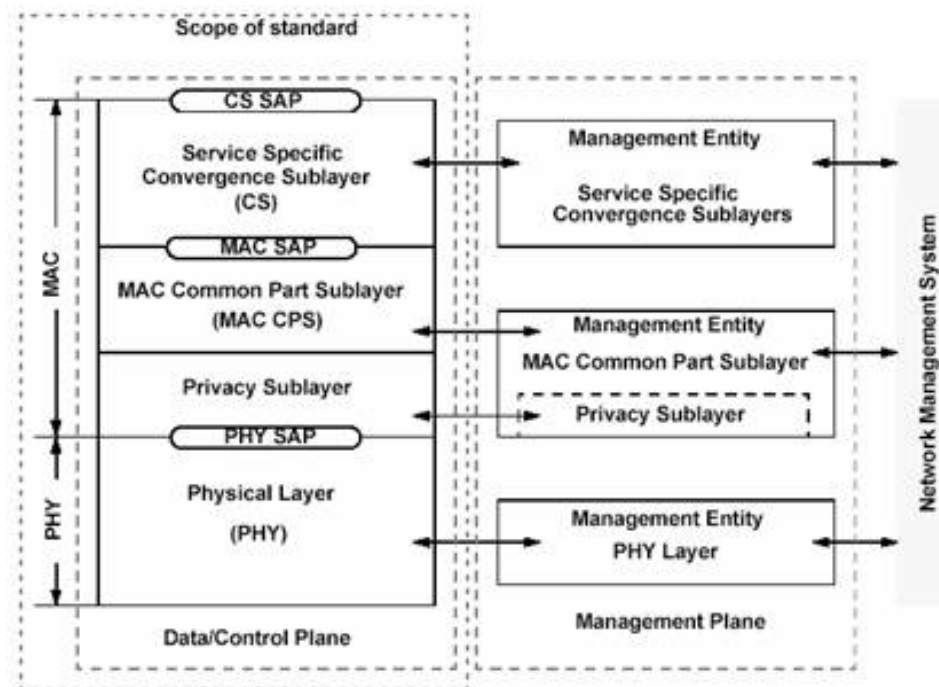 Scope of standard
CS SAP
Service Specific
Convergence Sublayer
(CS)
MAC SAP
MAC Common Part Sublayer
(MAC CPS)
Privacy Sublayer
PHY SAP
Physical Layer
(PHY)
Data/Control Plane
MAC
PHY
Management Entity
Service Specific
Convergence Sublayers
Management Entity
MAC Common Part Sublayer
Privacy Sublayer
Management Entity
PHY Layer
Management Plane
Network Management System